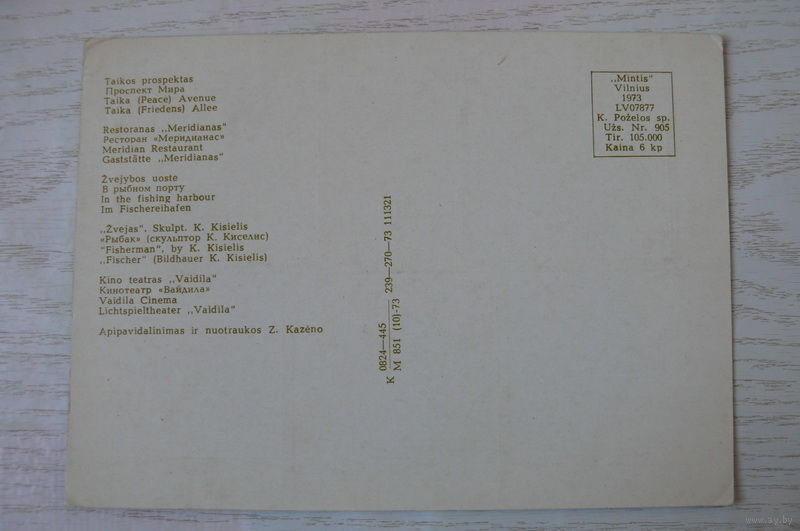 Taikos prospektas
Проспект Мира
Taika (Peace) Avenue
Taika (Friedens) Allee
Restoranas „Meridianas"
Ресторан «Меридианас»
Meridian Restaurant
Gaststätte „Meridianas"
Žvejybos uoste
В рыбном порту
In the fishing harbour
Im Fischereihafen
„Žvejas". Skulpt. K. Kisielis
«Рыбак» (скульптор К. Киселис)
"Fisherman", by K. Kisielis
„Fischer" (Bildhauer K. Kisielis)
Kino teatras „Vaidila"
Кинотеатр «Вайдила»
Vaidila Cinema
Lichtspieltheater „Vaidila"
Apipavidalinimas ir nuotraukos Z. Kazėno
К 0824—445 239—270—73 111321
М 851 (10)-73
„Mintis"
Vilnius
1973
LV07877
K. Poželos sp.
Užs. Nr. 905
Tir. 105.000
Kaina 6 kp
www.ay.by